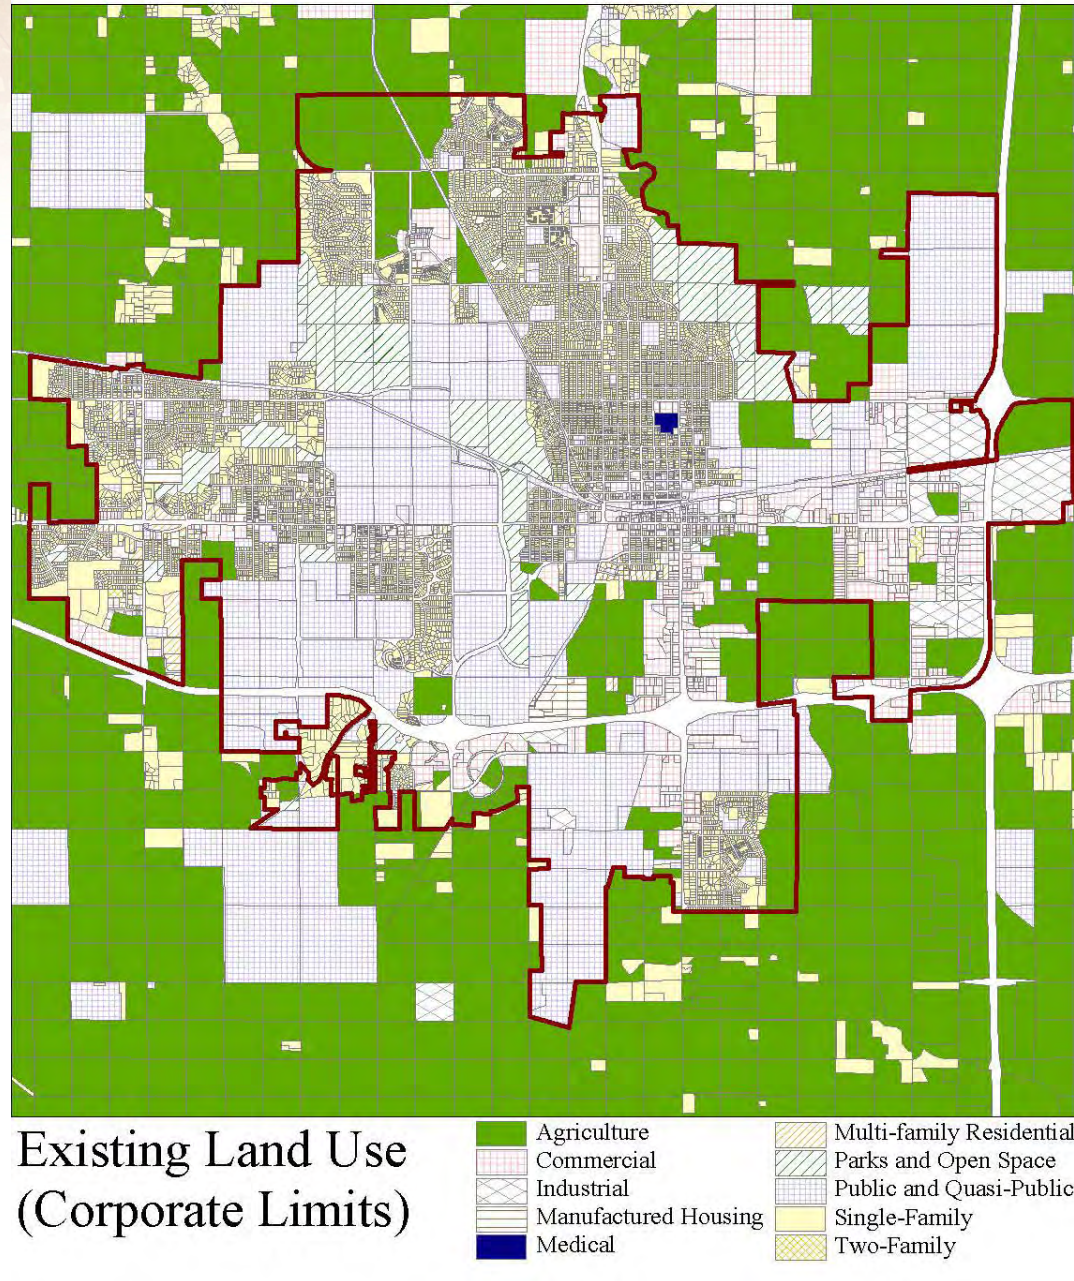 Existing Land Use
(Corporate Limits)
Agriculture
Commercial
Industrial
Manufactured Housing
Medical
Multi-family Residential
Parks and Open Space
Public and Quasi-Public
Single-Family
Two-Family